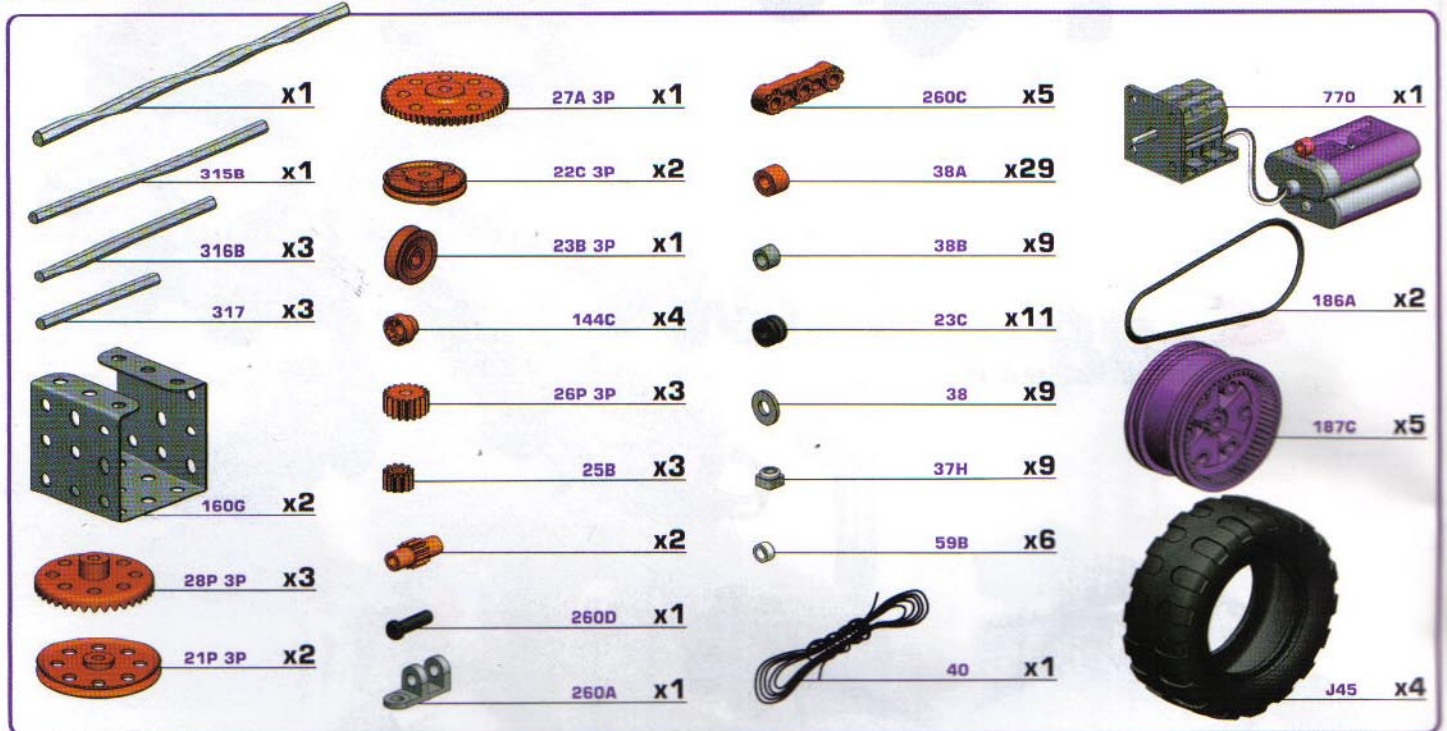 x1
315B x1
316B x3
317 x3
160G x2
28P 3P x3
21P 3P x2
27A 3P x1
22C 3P x2
23B 3P x1
144C x4
26P 3P x3
25B x3
x2
260D x1
260A x1
260C x5
38A x29
38B x9
23C x11
38 x9
37H x9
59B x6
40 x1
770 x1
186A x2
187C x5
J45 x4